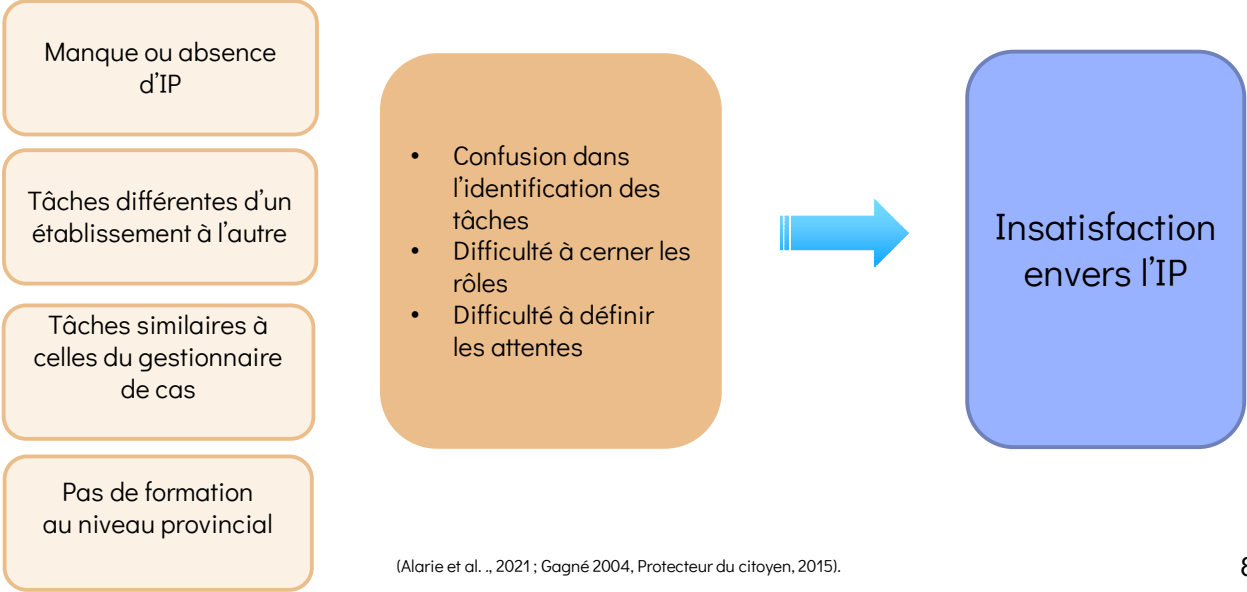 Manque ou absence
d'IP
Tâches différentes d'un
établissement à l'autre
Tâches similaires à
celles du gestionnaire
de cas
Pas de formation
au niveau provincial
• Confusion dans
l'identification des
tâches
• Difficulté à cerner les
rôles
• Difficulté à définir
les attentes
Insatisfaction
envers l'IP
(Alarie et al. ., 2021 ; Gagné 2004, Protecteur du citoyen, 2015).
8